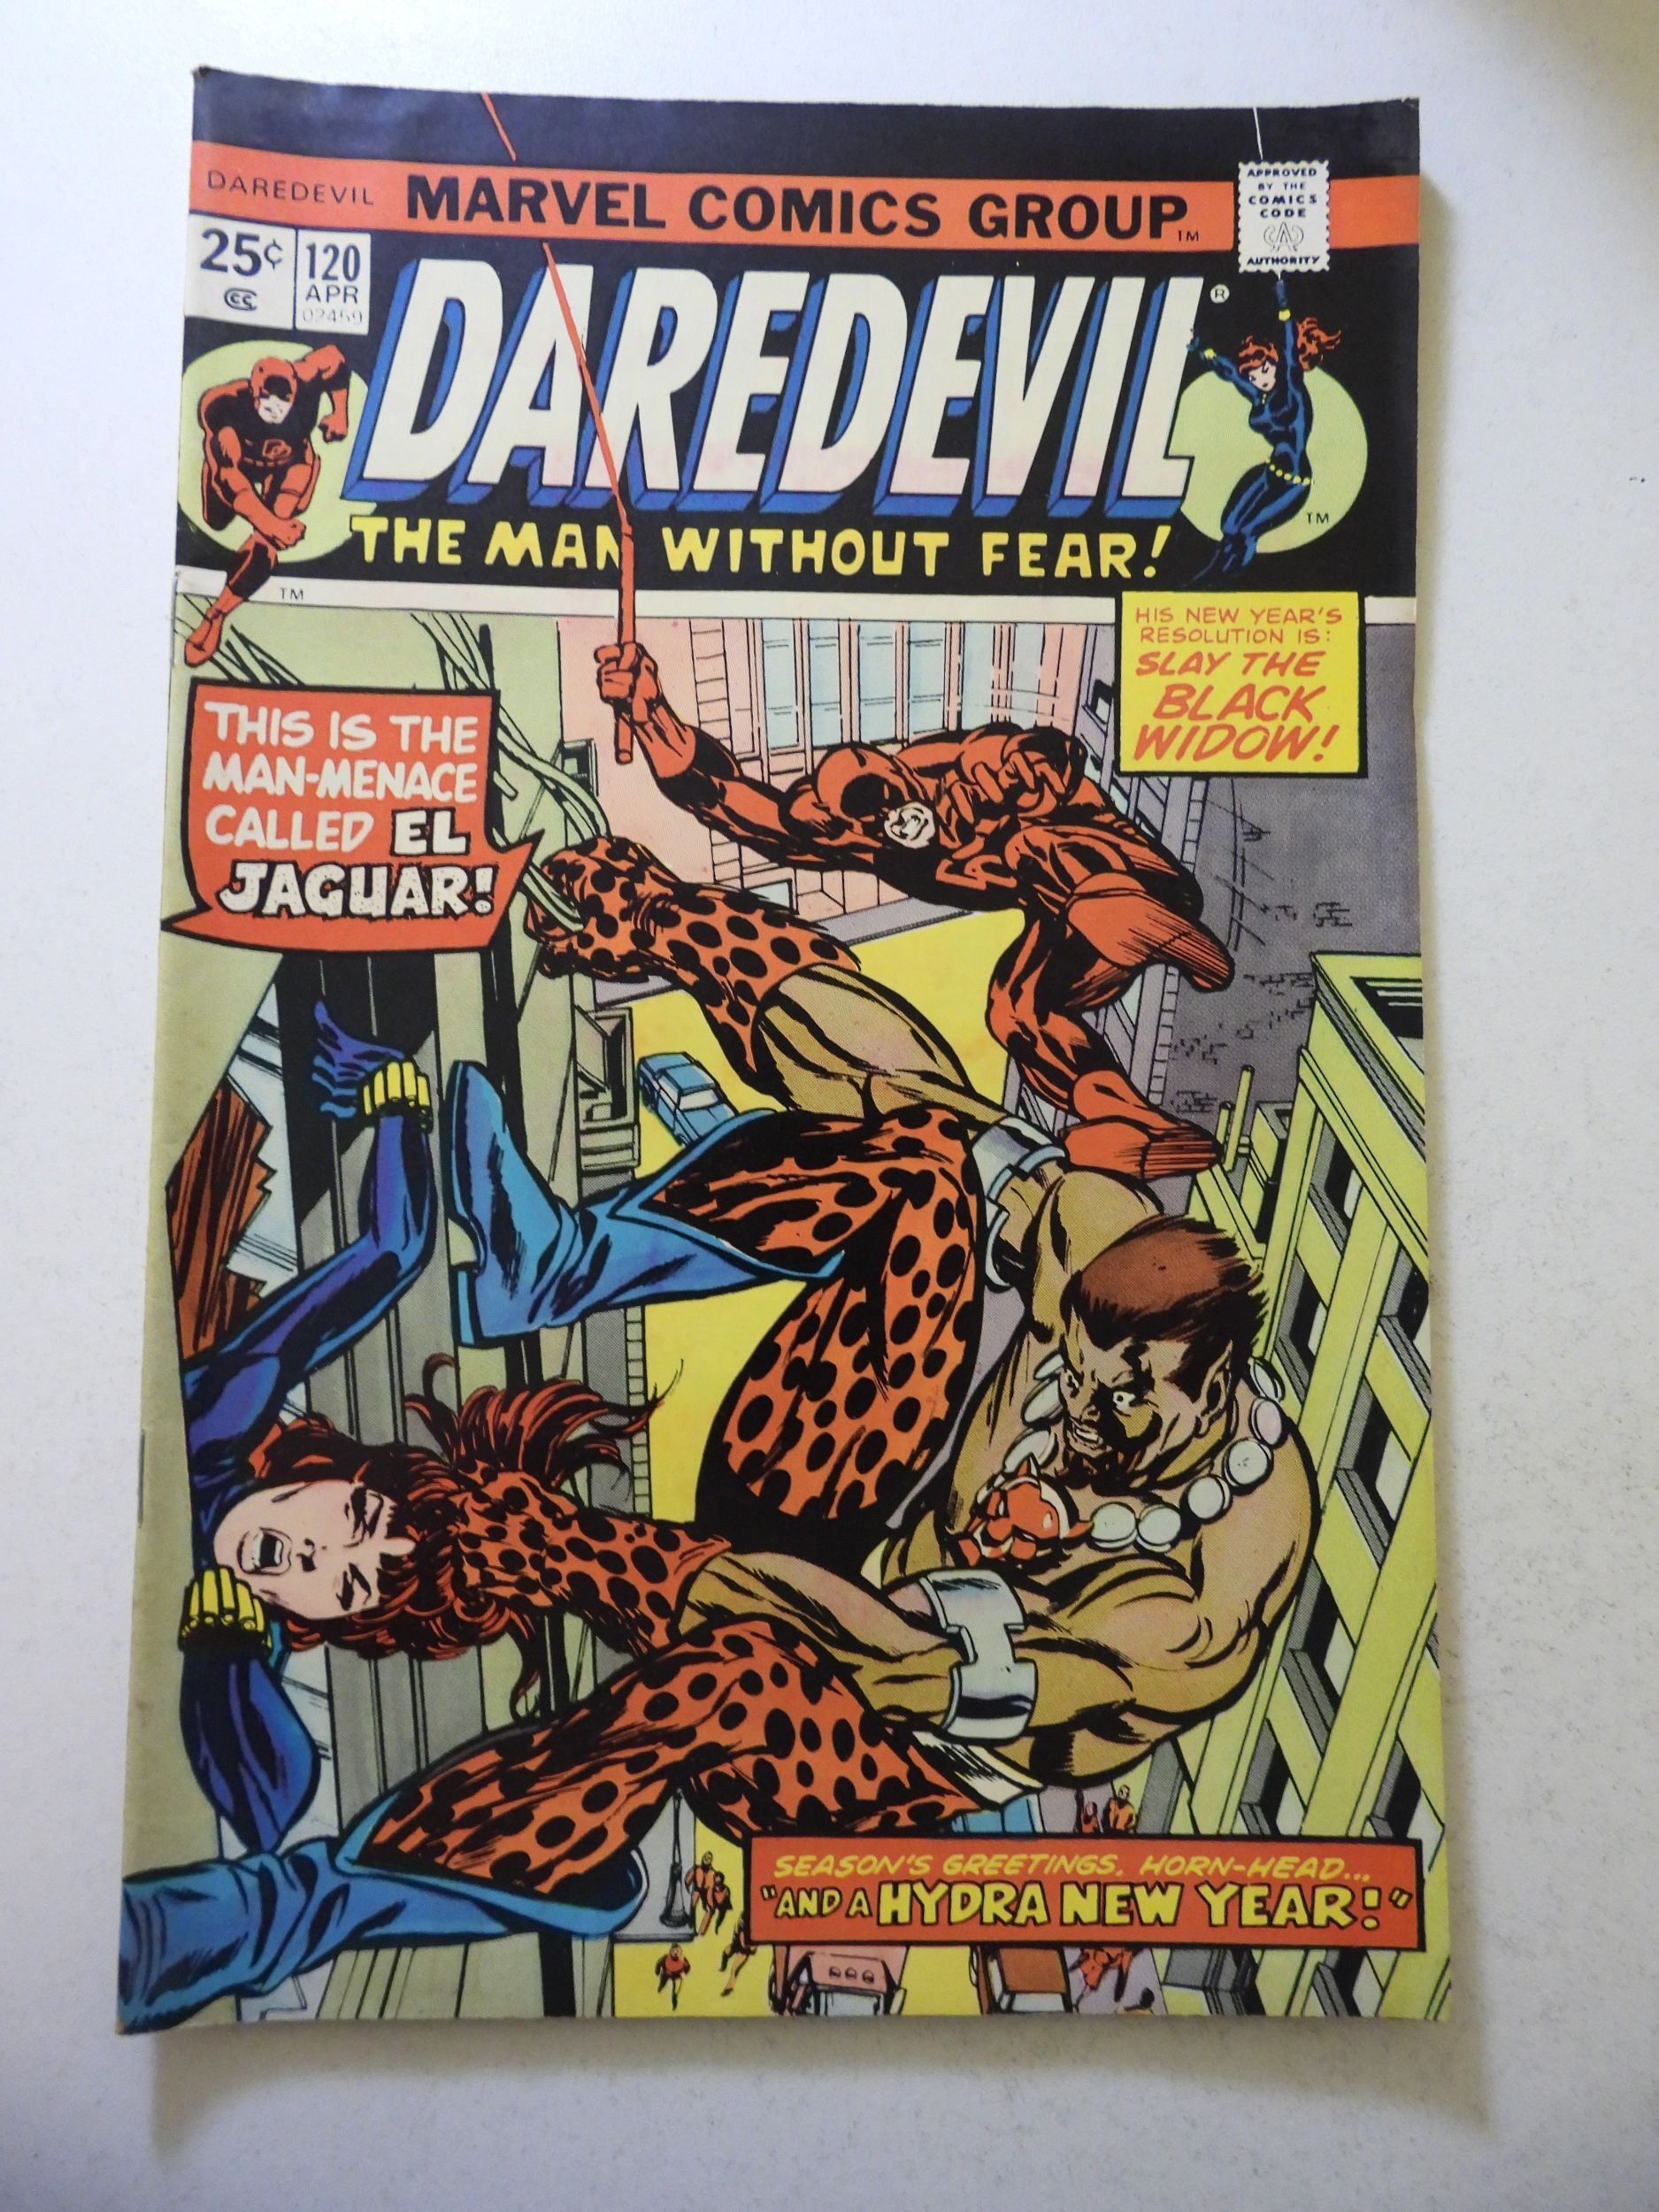 DAREDEVIL
MARVEL COMICS GROUP TM
APPROVED
BY THE
COMICS
CODE
A
AUTHORITY
25¢
CC
120
APR
02459
DAREDEVIL ®
THE MAN WITHOUT FEAR!
TM
TM
HIS NEW YEAR'S
RESOLUTION IS:
SLAY THE
BLACK
WIDOW!
THIS IS THE
MAN-MENACE
CALLED EL
JAGUAR!
SEASON'S GREETINGS, HORN-HEAD...
"AND A HYDRA NEW YEAR!"